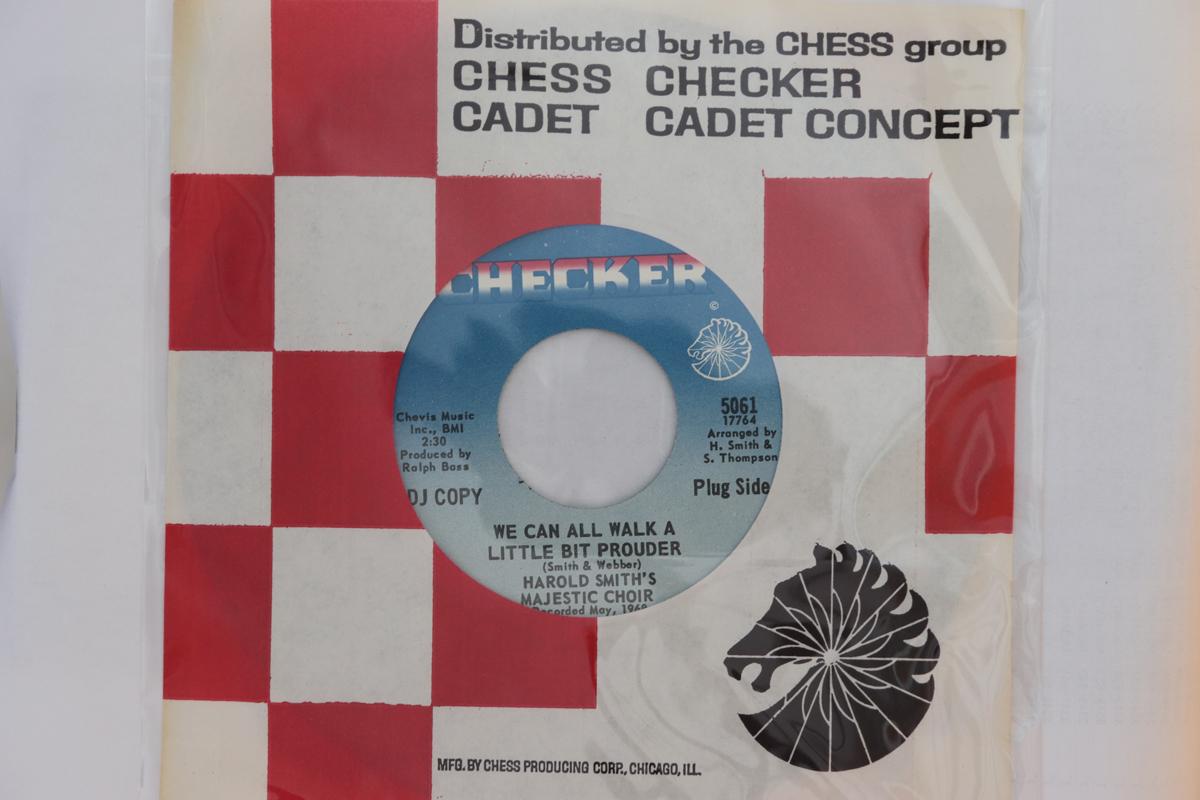 Distributed by the CHESS group
CHESS CHECKER
CADET CADET CONCEPT
CHECKER
©
Chevis Music
Inc., BMI
2:30
Produced by
Ralph Bass
DJ COPY
5061
17764
Arranged by
H. Smith &
S. Thompson
Plug Side
WE CAN ALL WALK A
LITTLE BIT PROUDER
(Smith & Webber)
HAROLD SMITH'S
MAJESTIC CHOIR
Recorded May,
MFG. BY CHESS PRODUCING CORP., CHICAGO, ILL.